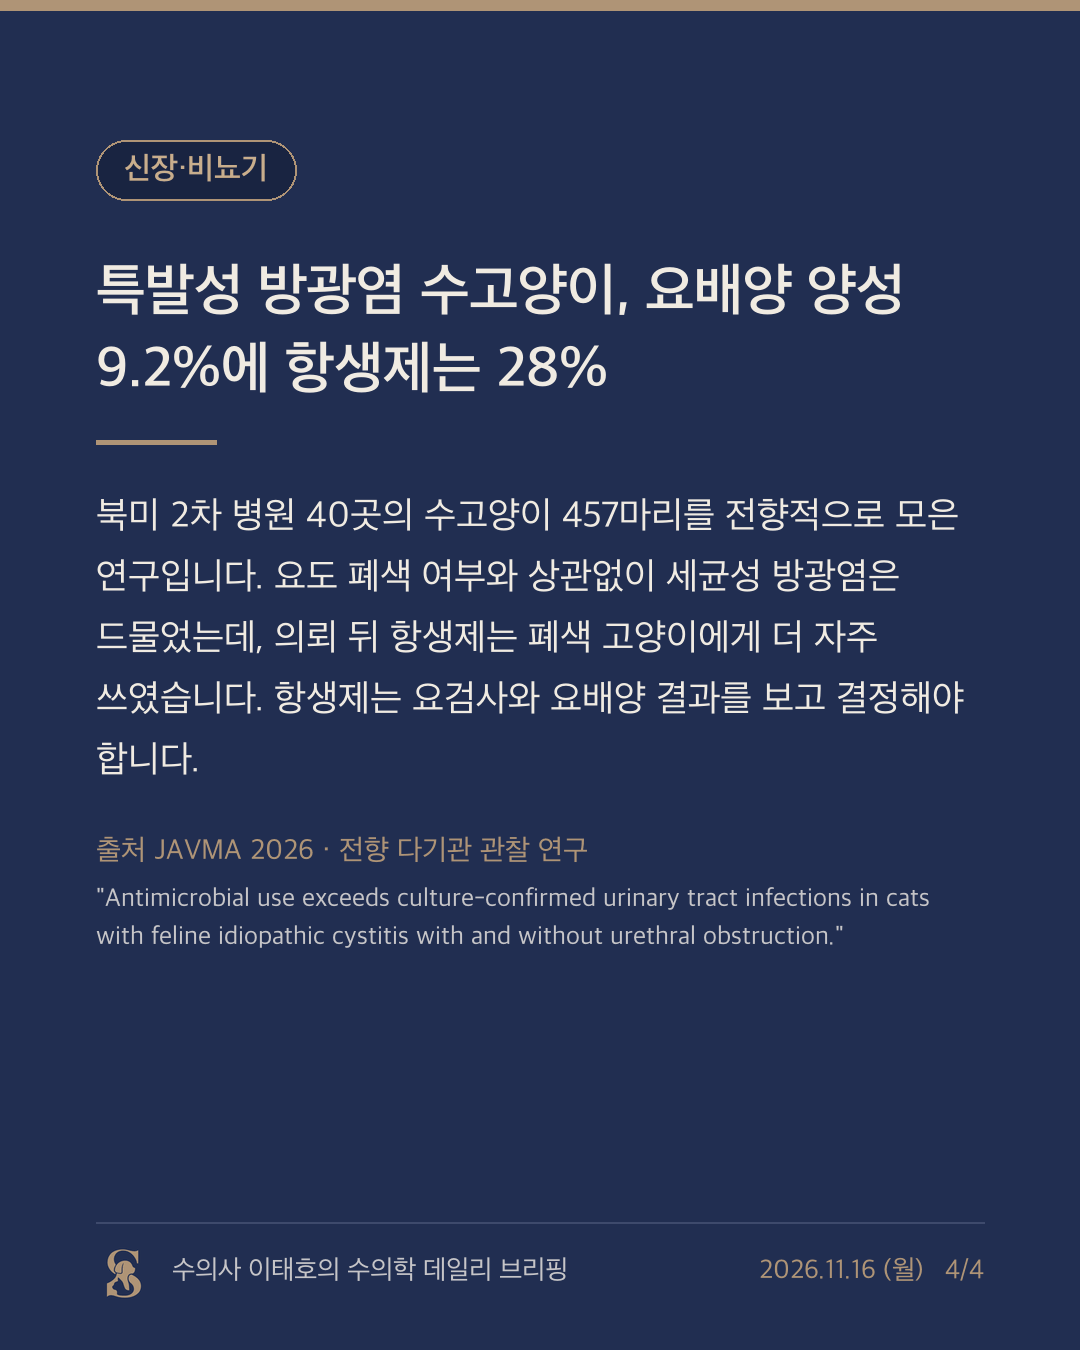 신장·비뇨기
특발성 방광염 수고양이, 요배양 양성
9.2%에 항생제는 28%
북미 2차 병원 40곳의 수고양이 457마리를 전향적으로 모은
연구입니다. 요도 폐색 여부와 상관없이 세균성 방광염은
드물었는데, 의뢰 뒤 항생제는 폐색 고양이에게 더 자주
쓰였습니다. 항생제는 요검사와 요배양 결과를 보고 결정해야
합니다.
출처 JAVMA 2026 · 전향 다기관 관찰 연구
"Antimicrobial use exceeds culture-confirmed urinary tract infections in cats
with feline idiopathic cystitis with and without urethral obstruction."
수의사 이태호의 수의학 데일리 브리핑 2026.11.16 (월) 4/4